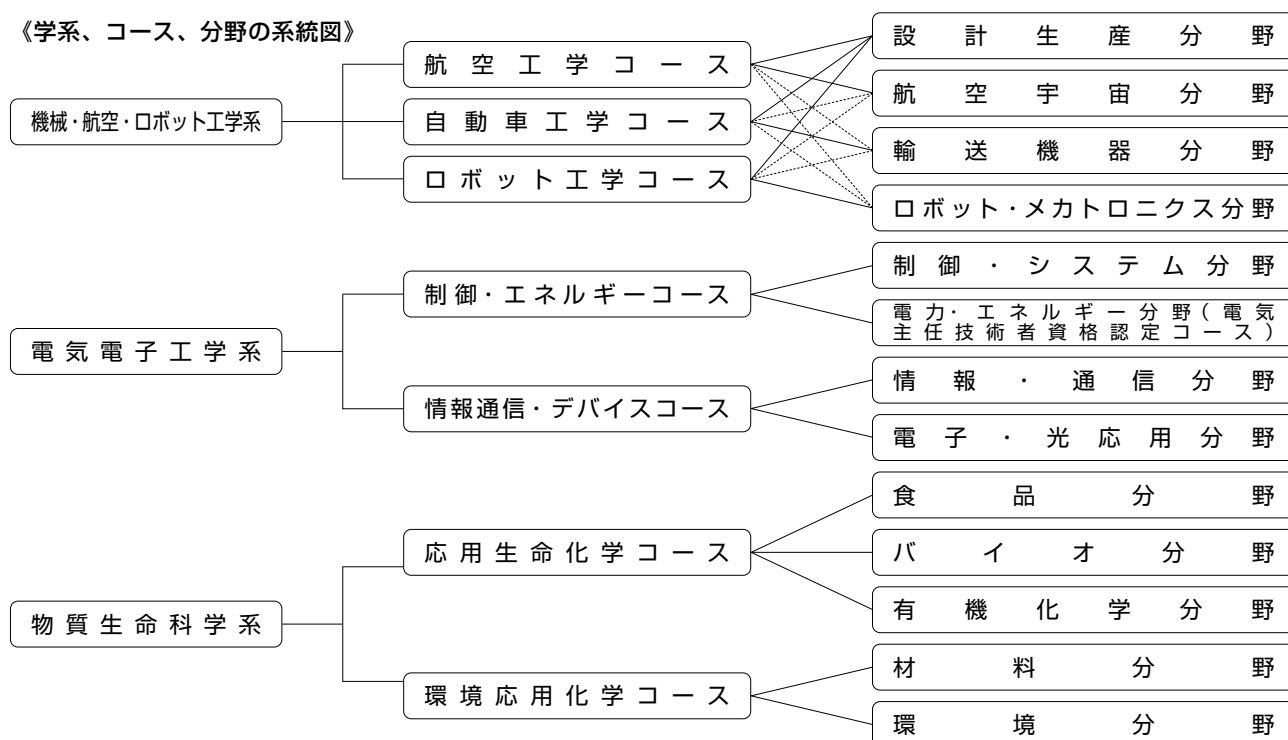 《学系、コース、分野の系統図》
機械・航空・ロボット工学系
航空工学コース
自動車工学コース
ロボット工学コース
設計生産分野
航空宇宙分野
輸送機器分野
ロボット・メカトロニクス分野
電気電子工学系
制御・エネルギーコース
情報通信・デバイスコース
制御・システム分野
電力・エネルギー分野(電気
主任技術者資格認定コース)
情報・通信分野
電子・光応用分野
物質生命科学系
応用生命化学コース
環境応用化学コース
食品分野
バイオ分野
有機化学分野
材料分野
環境分野